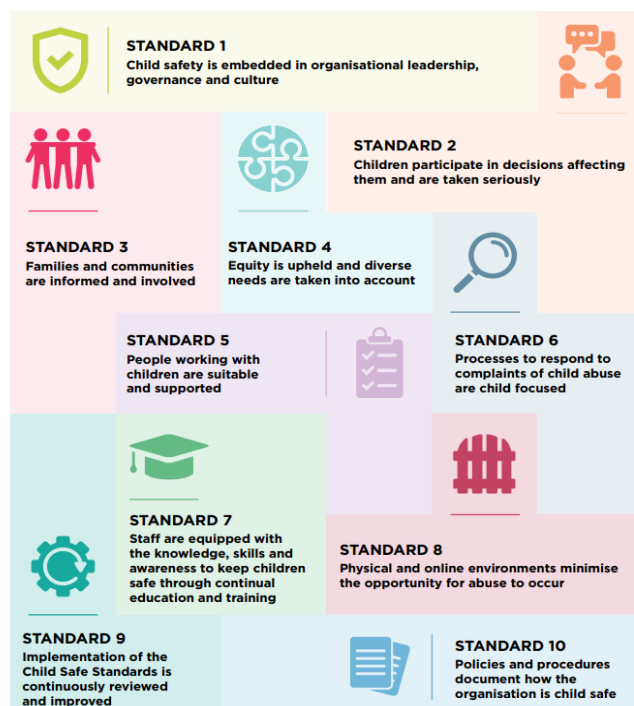 STANDARD 1
Child safety is embedded in organisational leadership,
governance and culture
STANDARD 2
Children participate in decisions affecting
them and are taken seriously
STANDARD 3
Families and communities
are informed and involved
STANDARD 4
Equity is upheld and diverse
needs are taken into account
STANDARD 5
People working with
children are suitable
and supported
STANDARD 6
Processes to respond to
complaints of child abuse
are child focused
STANDARD 7
Staff are equipped with
the knowledge, skills and
awareness to keep children
safe through continual
education and training
STANDARD 8
Physical and online environments minimise
the opportunity for abuse to occur
STANDARD 9
Implementation of the
Child Safe Standards is
continuously reviewed
and improved
STANDARD 10
Policies and procedures
document how the
organisation is child safe